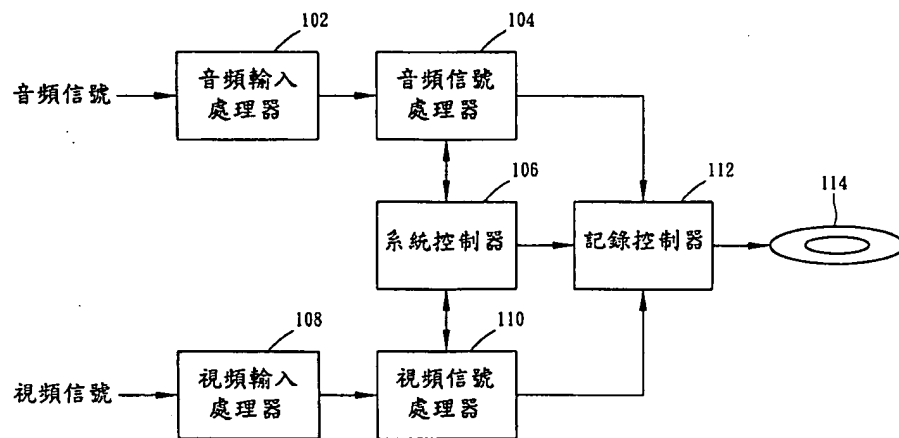 102
104
音頻信號
音頻輸入
處理器
音頻信號
處理器
106
112
114
系統控制器
記錄控制器
108
110
視頻信號
視頻輸入
處理器
視頻信號
處理器